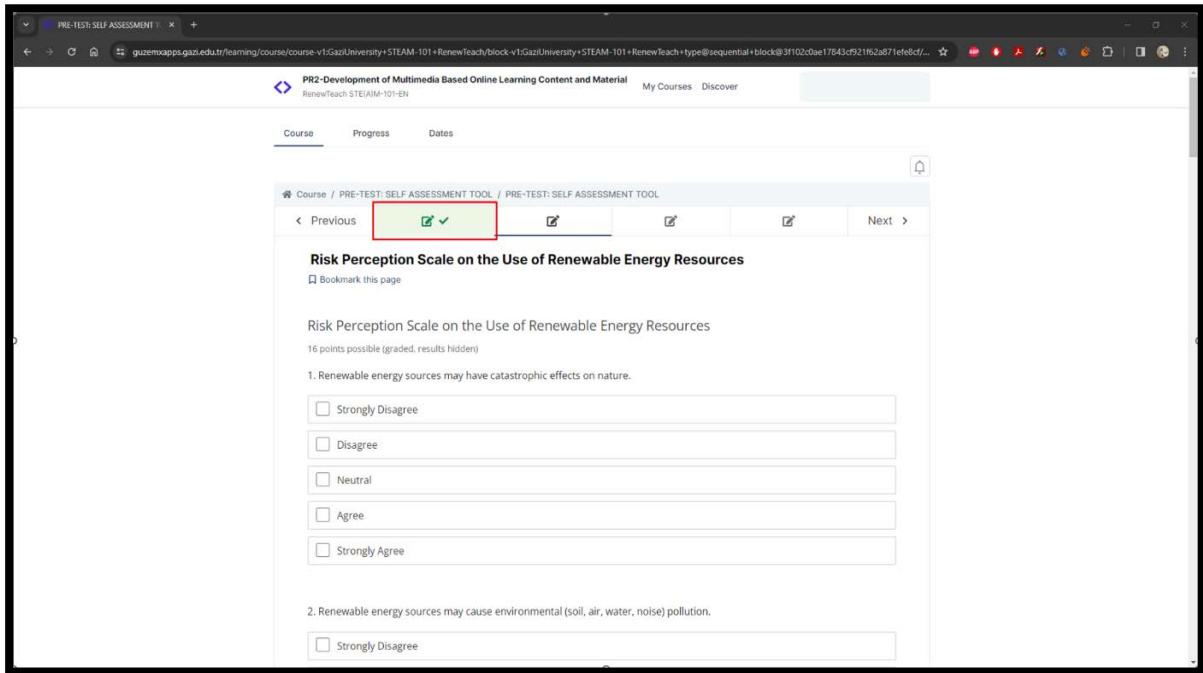 PRE-TEST: SELF ASSESSMENT T
guzemxapps.gazi.edu.tr/learning/course/course-v1:GaziUniversity+STEAM-101+RenewTeach/block-v1:GaziUniversity+STEAM-101+RenewTeach+type@sequential+block@3f102c0ae17843cf921f62a871efe8cf/...
PR2-Development of Multimedia Based Online Learning Content and Material
RenewTeach STE(A)M-101-EN
My Courses Discover
Course Progress Dates
Course / PRE-TEST: SELF ASSESSMENT TOOL / PRE-TEST: SELF ASSESSMENT TOOL
< Previous Next >
Risk Perception Scale on the Use of Renewable Energy Resources
Bookmark this page
Risk Perception Scale on the Use of Renewable Energy Resources
16 points possible (graded, results hidden)
1. Renewable energy sources may have catastrophic effects on nature.
Strongly Disagree
Disagree
Neutral
Agree
Strongly Agree
2. Renewable energy sources may cause environmental (soil, air, water, noise) pollution.
Strongly Disagree